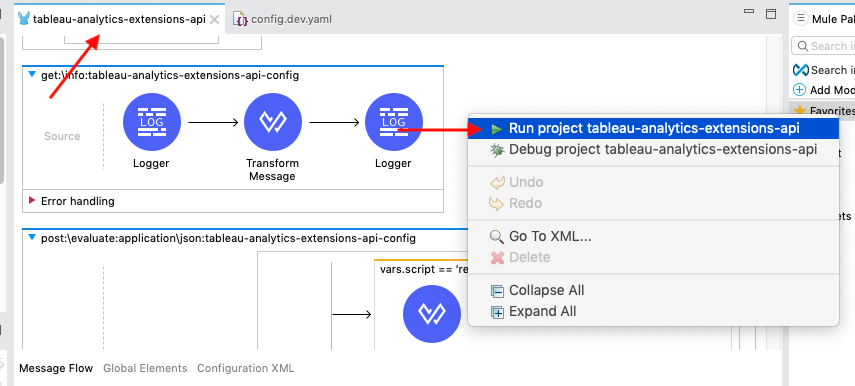 tableau-analytics-extensions-api
config.dev.yaml
Mule Pal
get:\info:tableau-analytics-extensions-api-config
Source
LOG
LOG
Logger
Transform
Message
Logger
Error handling
post:\evaluate:application\json:tableau-analytics-extensions-api-config
vars.script == 're
Run project tableau-analytics-extensions-api
Debug project tableau-analytics-extensions-api
Undo
Redo
Go To XML...
Delete
Collapse All
Expand All
Search in
Search in
Add Mod
Favorites
t
ets
Message Flow
Global Elements
Configuration XML